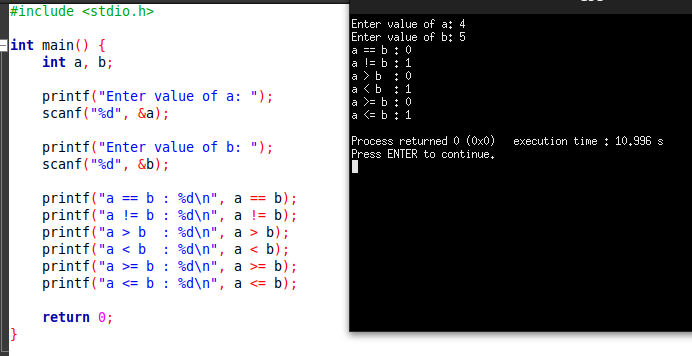 #include <stdio.h>
int main() {
int a, b;
printf("Enter value of a: ");
scanf("%d", &a);
printf("Enter value of b: ");
scanf("%d", &b);
printf("a == b : %d\n", a == b);
printf("a != b : %d\n", a != b);
printf("a > b  : %d\n", a > b);
printf("a < b  : %d\n", a < b);
printf("a >= b : %d\n", a >= b);
printf("a <= b : %d\n", a <= b);
return 0;
}
Enter value of a: 4
Enter value of b: 5
a == b : 0
a != b : 1
a > b  : 0
a < b  : 1
a >= b : 0
a <= b : 1
Process returned 0 (0x0)   execution time : 10.996 s
Press ENTER to continue.